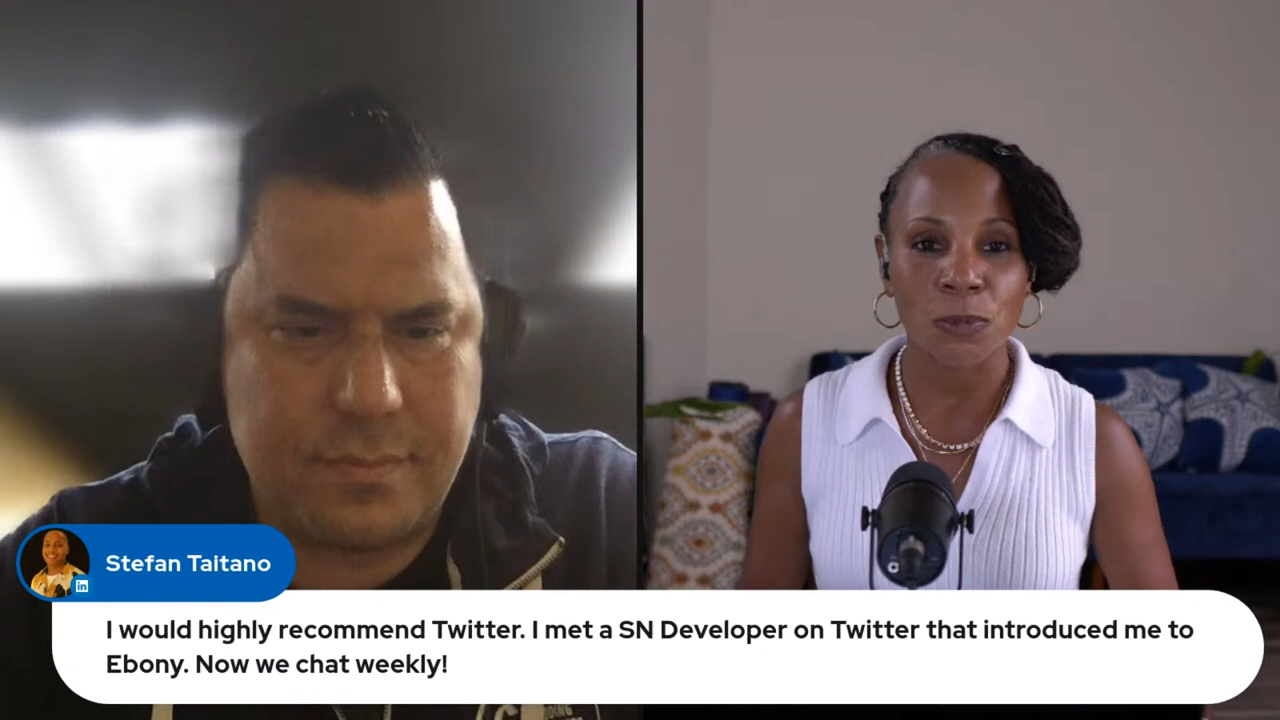 Stefan Taitano
in
I would highly recommend Twitter. I met a SN Developer on Twitter that introduced me to
Ebony. Now we chat weekly!